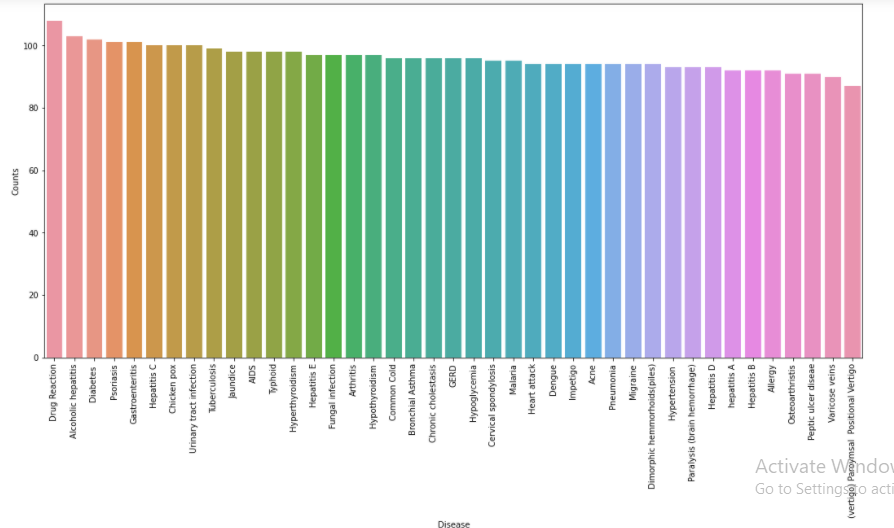 100
80
60
40
20
0
Counts
Drug Reaction
Alcoholic hepatitis
Diabetes
Psoriasis
Gastroenteritis
Hepatitis C
Chicken pox
Urinary tract infection
Tuberculosis
Jaundice
AIDS
Typhoid
Hyperthyroidism
Hepatitis E
Fungal infection
Arthritis
Hypothyroidism
Common Cold
Bronchial Asthma
Chronic cholestasis
GERD
Hypoglycemia
Cervical spondylosis
Malaria
Heart attack
Dengue
Impetigo
Acne
Pneumonia
Migraine
Dimorphic hemmorhoids(piles)
Hypertension
Paralysis (brain hemorrhage)
Hepatitis D
hepatitis A
Hepatitis B
Allergy
Osteoarthristis
Peptic ulcer diseae
Varicose veins
(vertigo) Paroymsal Positional Vertigo
Disease
Activate Window
Go to Settings to acti